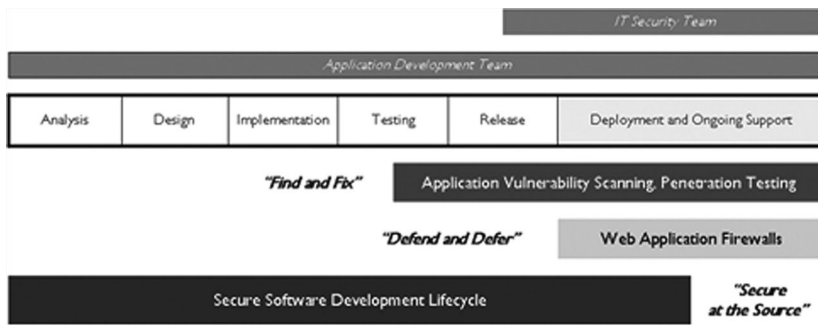 IT Security Team
Application Development Team
Analysis
Design
Implementation
Testing
Release
Deployment and Ongoing Support
"Find and Fix"
Application Vulnerability Scanning, Penetration Testing
"Defend and Defer"
Web Application Firewalls
Secure Software Development Lifecycle
"Secure
at the Source"